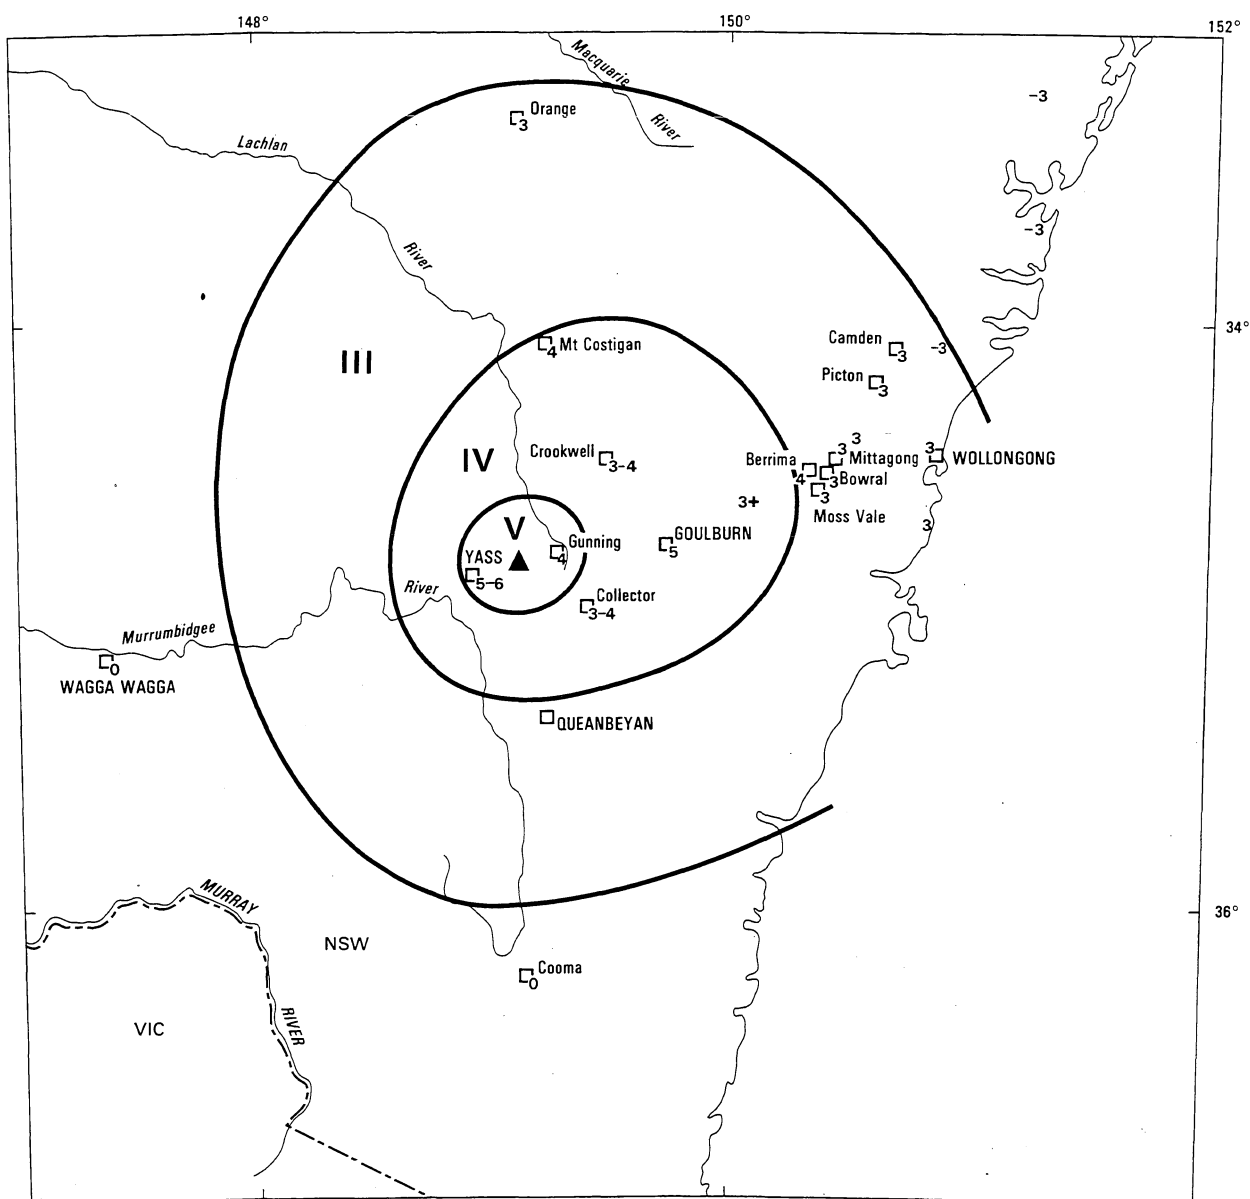 148°
150°
152°
Macquarie
River
-3
Orange
3
Lachlan
River
-3
34°
Mt Costigan
4
Camden
3
-3
III
Picton
3
3
Crookwell
3-4
IV
Berrima
4
3
Mittagong
3
WOLLONGONG
3
Bowral
3
Moss Vale
3+
V
3
GOULBURN
5
Gunning
4
YASS
5-6
River
Collector
3-4
Murrumbidgee
0
WAGGA WAGGA
QUEANBEYAN
MURRAY
RIVER
36°
NSW
Cooma
0
VIC